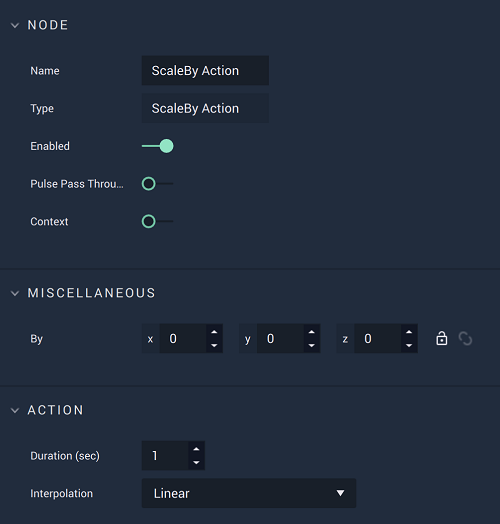 NODE
Name ScaleBy Action
Type ScaleBy Action
Enabled
Pulse Pass Throu...
Context
MISCELLANEOUS
By x 0 y 0 z 0
ACTION
Duration (sec) 1
Interpolation Linear